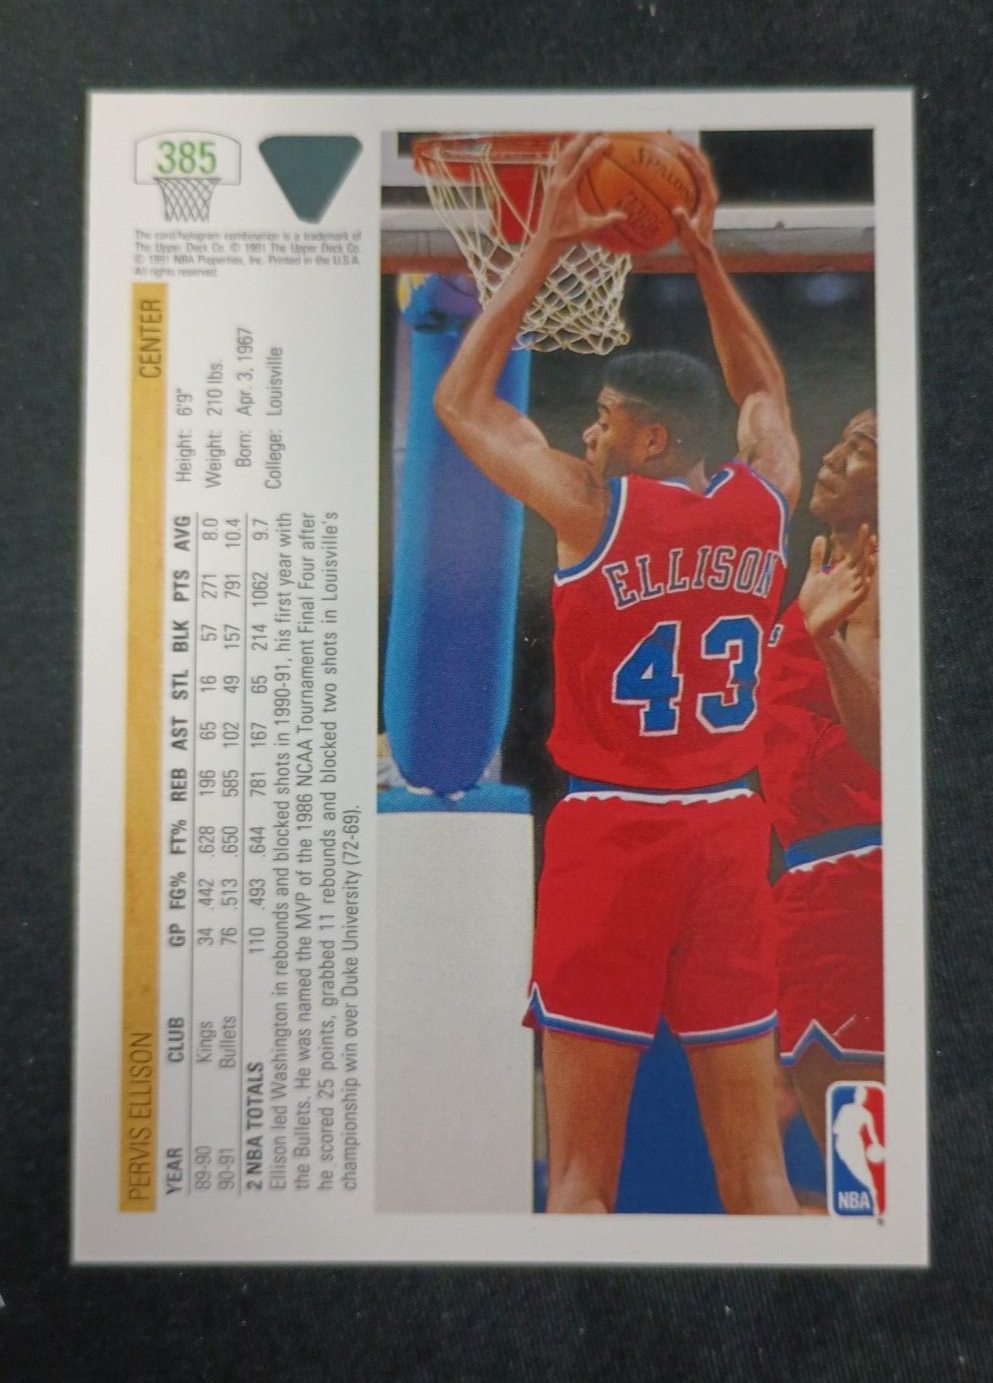 385
The card/hologram combination is a trademark of
The Upper Deck Co. © 1991 The Upper Deck Co.
© 1991 NBA Properties, Inc. Printed in the U.S.A.
All rights reserved.
PERVIS ELLISON CENTER
Height: 6'9"
Weight: 210 lbs.
Born: Apr. 3, 1967
College: Louisville
YEAR CLUB GP FG% FT% REB AST STL BLK PTS AVG
89-90 Kings 34 .442 .628 196 65 16 57 271 8.0
90-91 Bullets 76 .513 .650 585 102 49 157 791 10.4
2 NBA TOTALS 110 .493 .644 781 167 65 214 1062 9.7
Ellison led Washington in rebounds and blocked shots in 1990-91, his first year with
the Bullets. He was named the MVP of the 1986 NCAA Tournament Final Four after
he scored 25 points, grabbed 11 rebounds and blocked two shots in Louisville's
championship win over Duke University (72-69).
SPALDING
ELLISON
43
NBA